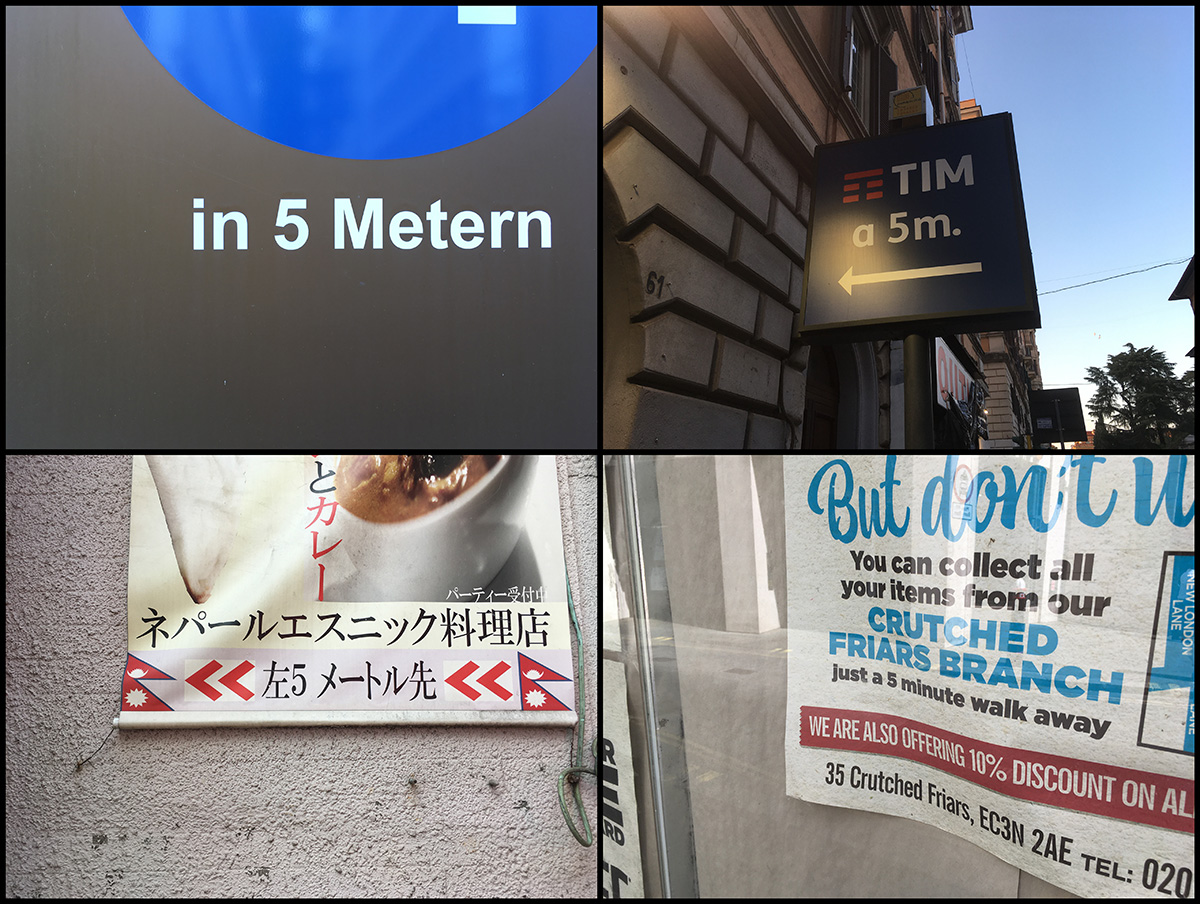 in 5 Metern
TIM
a 5m.
61
とカレー
パーティー受付中
ネパールエスニック料理店
左5 メートル先
But don't
You can collect all
your items from our
CRUTCHED
FRIARS BRANCH
just a 5 minute walk away
WE ARE ALSO OFFERING 10% DISCOUNT ON
35 Crutched Friars, EC3N 2AE TEL: 020
NEW LONDON
LANE